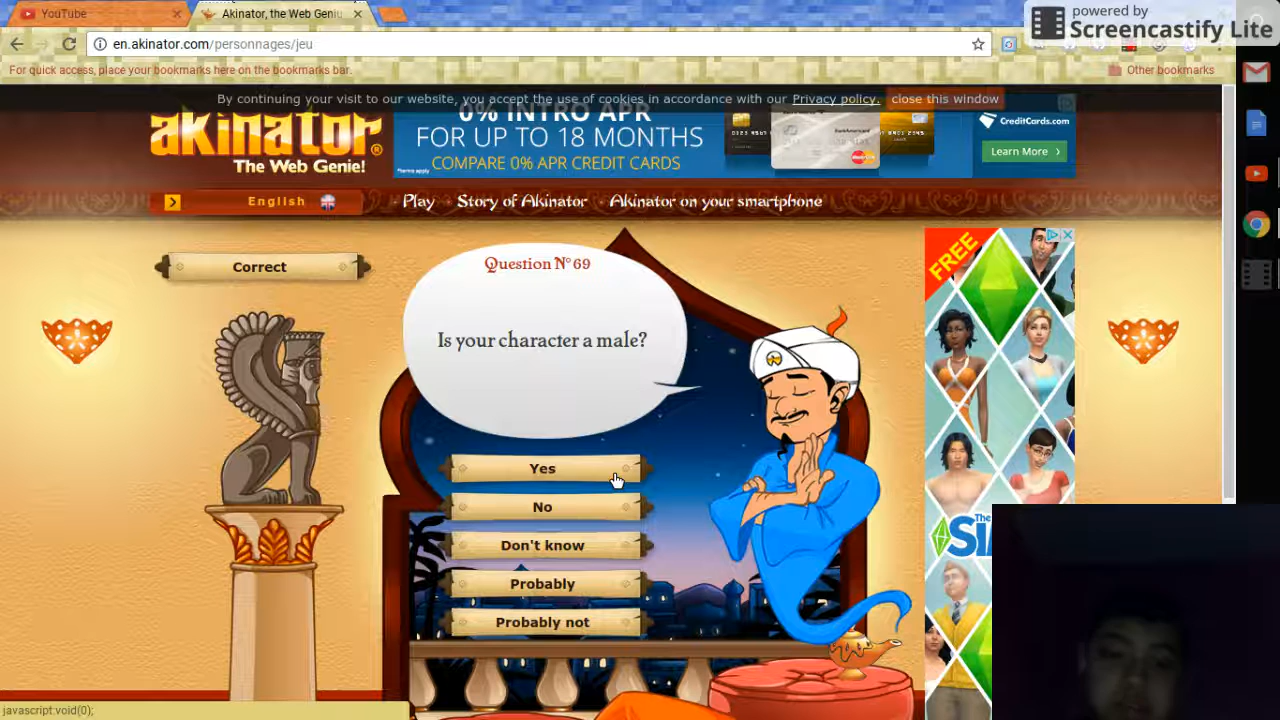 YouTube
Akinator, the Web Geniu
powered by
Screencastify Lite
en.akinator.com/personnages/jeu
For quick access, place your bookmarks here on the bookmarks bar.
Other bookmarks
By continuing your visit to our website, you accept the use of cookies in accordance with our Privacy policy. close this window
akinator®
The Web Genie!
0% INTRO APR
FOR UP TO 18 MONTHS
COMPARE 0% APR CREDIT CARDS
*terms apply
CreditCards.com
Learn More >
English
Play
Story of Akinator
Akinator on your smartphone
Correct
Question N° 69
Is your character a male?
Yes
No
Don't know
Probably
Probably not
FREE
The
javascript:void(0);